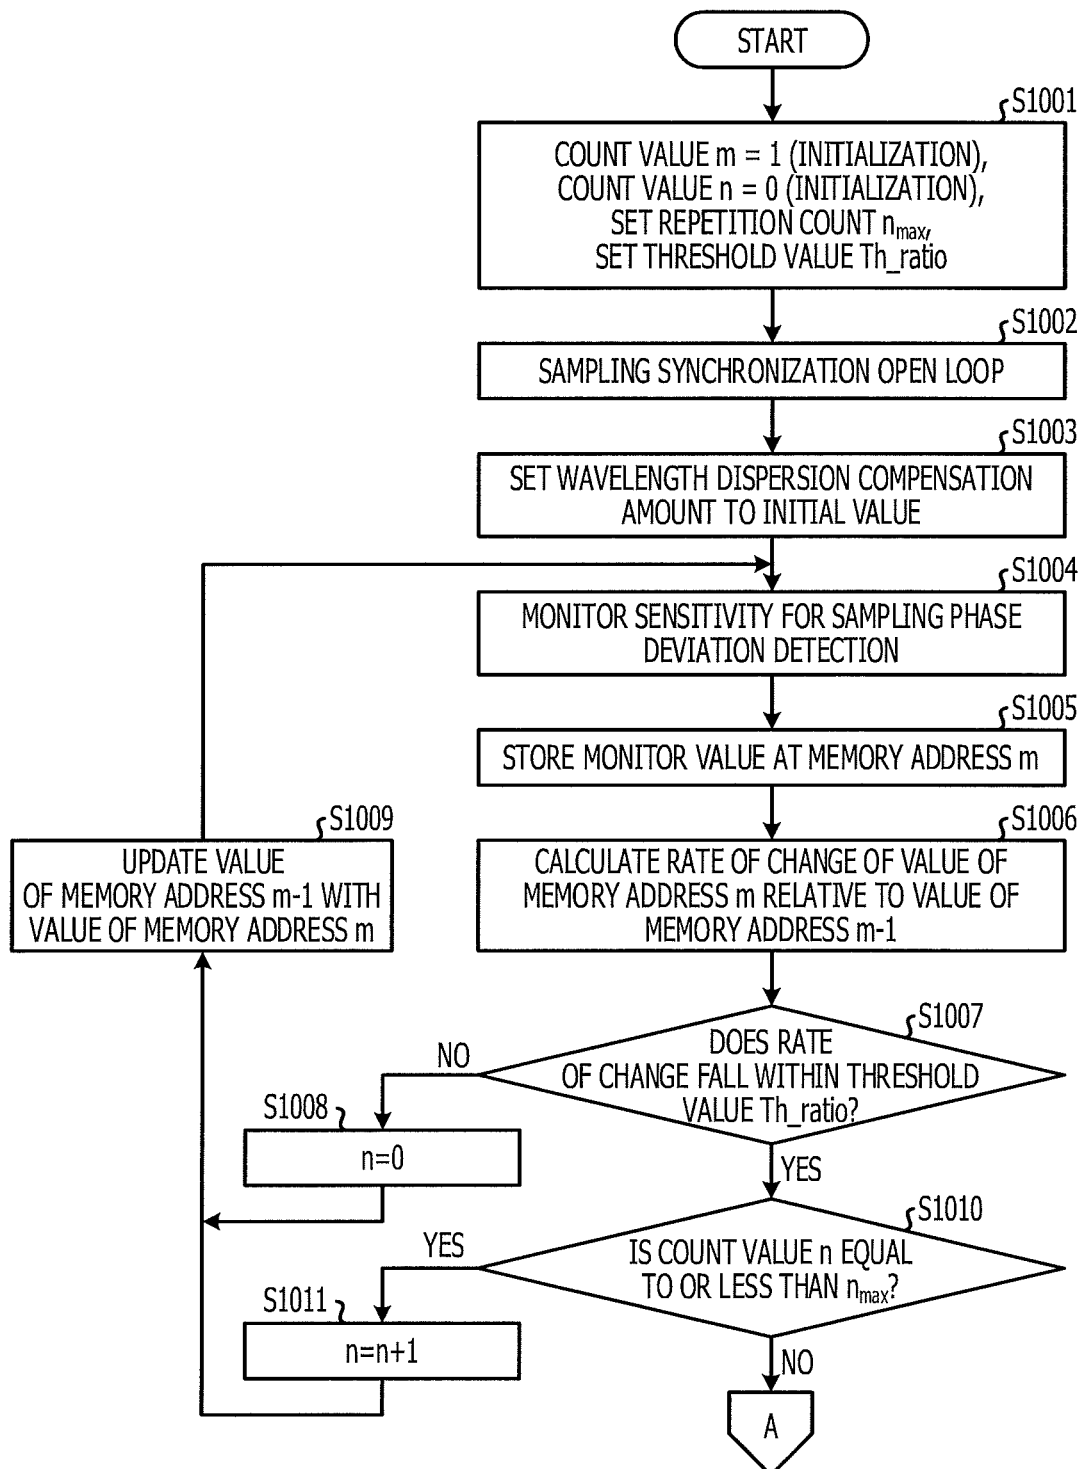 START
S1001
COUNT VALUE m = 1 (INITIALIZATION),
COUNT VALUE n = 0 (INITIALIZATION),
SET REPETITION COUNT nmax,
SET THRESHOLD VALUE Th_ratio
S1002
SAMPLING SYNCHRONIZATION OPEN LOOP
S1003
SET WAVELENGTH DISPERSION COMPENSATION
AMOUNT TO INITIAL VALUE
S1004
MONITOR SENSITIVITY FOR SAMPLING PHASE
DEVIATION DETECTION
S1005
STORE MONITOR VALUE AT MEMORY ADDRESS m
S1009
UPDATE VALUE
OF MEMORY ADDRESS m-1 WITH
VALUE OF MEMORY ADDRESS m
S1006
CALCULATE RATE OF CHANGE OF VALUE OF
MEMORY ADDRESS m RELATIVE TO VALUE OF
MEMORY ADDRESS m-1
S1007
DOES RATE
OF CHANGE FALL WITHIN THRESHOLD
VALUE Th_ratio?
NO
S1008
n=0
YES
S1010
IS COUNT VALUE n EQUAL
TO OR LESS THAN nmax?
YES
S1011
n=n+1
NO
A